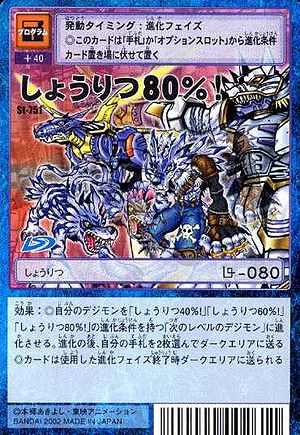 プログラム
+40
発動タイミング：進化フェイズ
◎このカードは「手札」か「オプションスロット」から進化条件
カード置き場に伏せて置く
しょうりつ80%！
St-751
しょうりつ
-080
効果：◎自分のデジモンを「しょうりつ40%！」「しょうりつ60%！」
「しょうりつ80%！」の進化条件を持つ「次のレベルのデジモン」に進
化させる。進化の後、自分の手札を2枚選んでダークエリアに送る
◎カードは使用した進化フェイズ終了時ダークエリアに送られる
©本郷あきよし・東映アニメーション
BANDAI 2002 MADE IN JAPAN